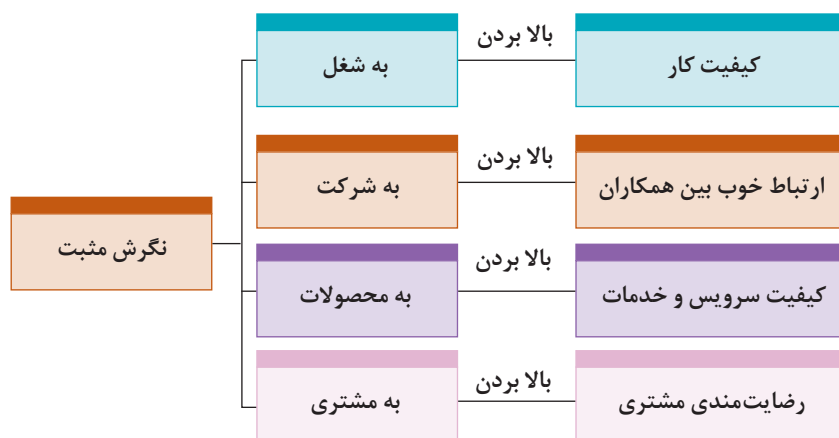 بالا بردن
به شغل
کیفیت کار
بالا بردن
به شرکت
ارتباط خوب بین همکاران
نگرش مثبت
بالا بردن
به محصولات
کیفیت سرویس و خدمات
بالا بردن
به مشتری
رضایت‌مندی مشتری